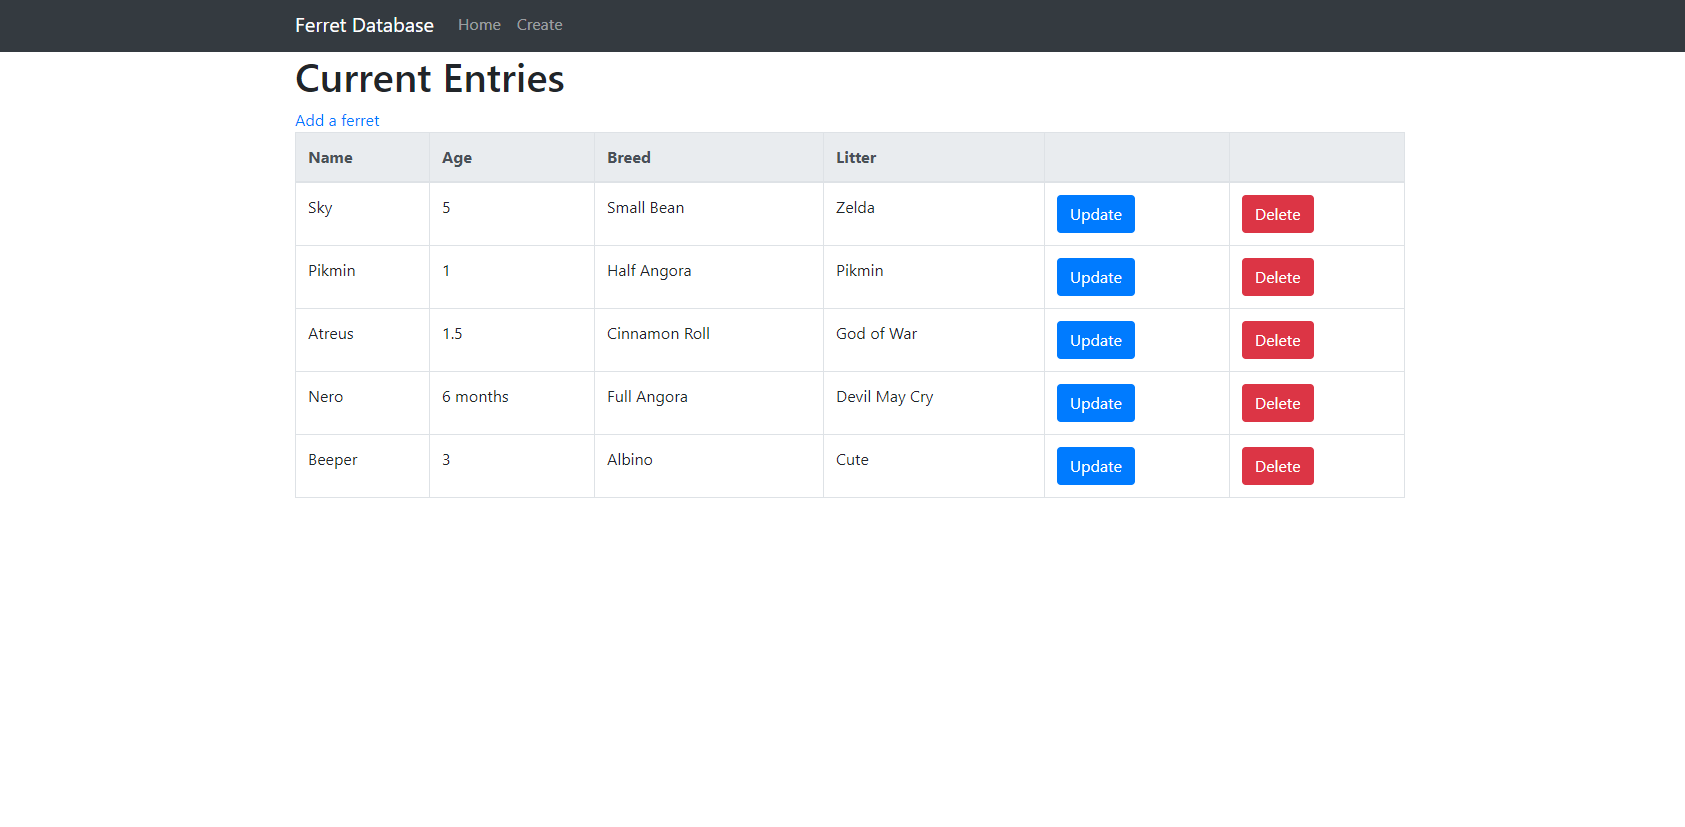 Ferret Database Home Create
Current Entries
Add a ferret
Name Age Breed Litter
Sky 5 Small Bean Zelda Update Delete
Pikmin 1 Half Angora Pikmin Update Delete
Atreus 1.5 Cinnamon Roll God of War Update Delete
Nero 6 months Full Angora Devil May Cry Update Delete
Beeper 3 Albino Cute Update Delete